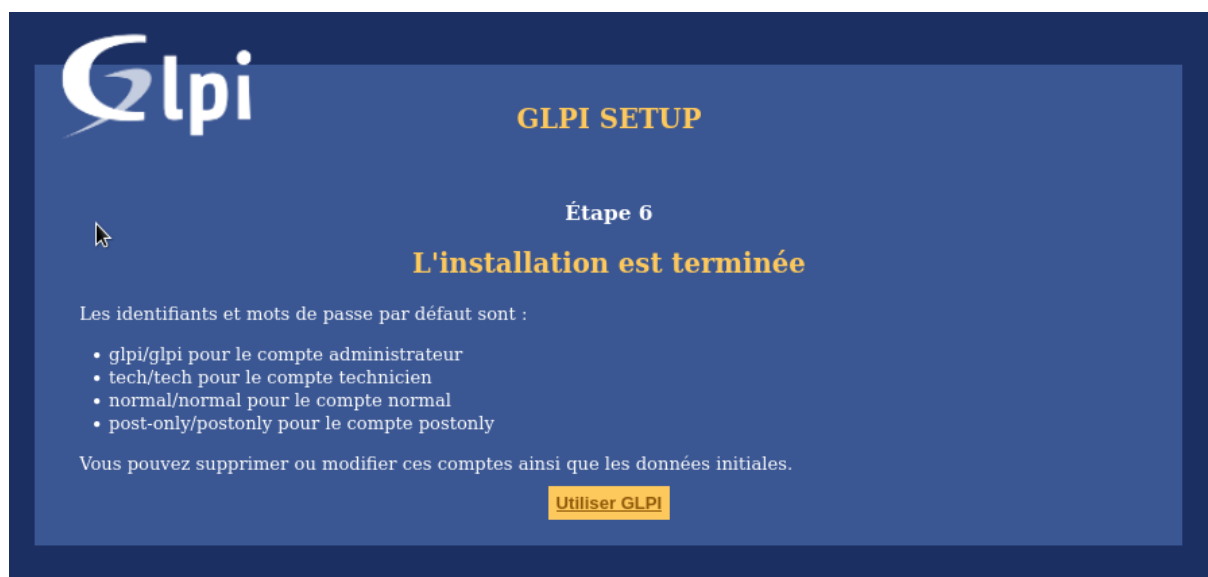 Glpi
GLPI SETUP
Étape 6
L'installation est terminée
Les identifiants et mots de passe par défaut sont :
• glpi/glpi pour le compte administrateur
• tech/tech pour le compte technicien
• normal/normal pour le compte normal
• post-only/postonly pour le compte postonly
Vous pouvez supprimer ou modifier ces comptes ainsi que les données initiales.
Utiliser GLPI